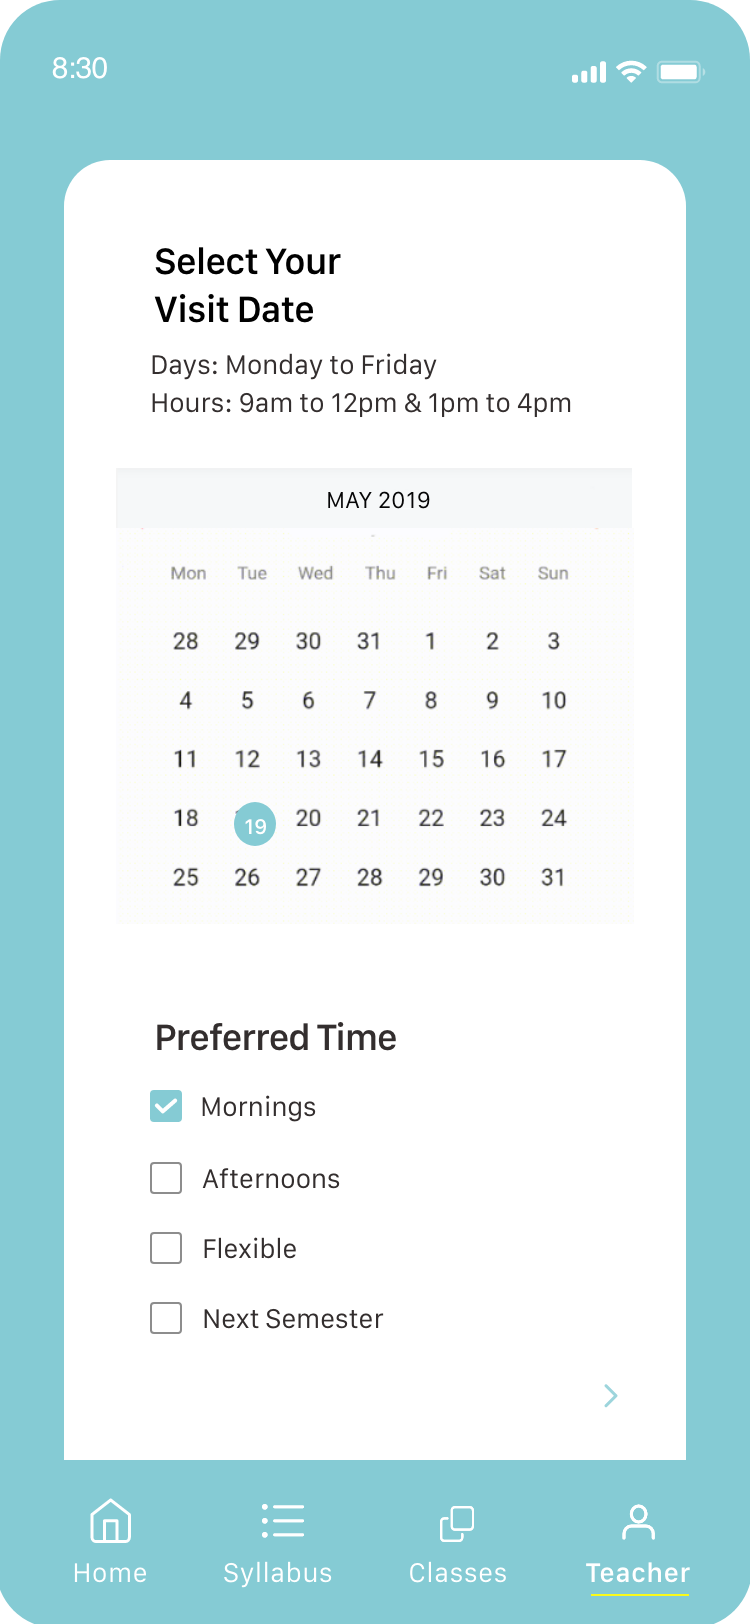 8:30
Select Your
Visit Date
Days: Monday to Friday
Hours: 9am to 12pm & 1pm to 4pm
MAY 2019
Mon Tue Wed Thu Fri Sat Sun
28 29 30 31 1 2 3
4 5 6 7 8 9 10
11 12 13 14 15 16 17
18 19 20 21 22 23 24
25 26 27 28 29 30 31
Preferred Time
Mornings
Afternoons
Flexible
Next Semester
Home Syllabus Classes Teacher